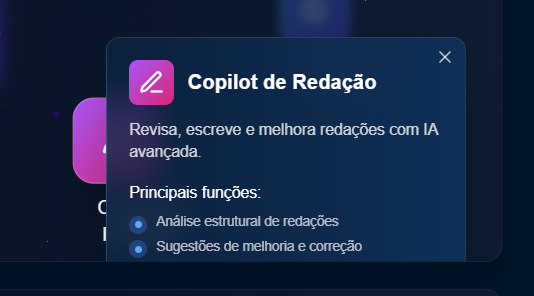 Copilot de Redação
Revisa, escreve e melhora redações com IA
avançada.
Principais funções:
Análise estrutural de redações
Sugestões de melhoria e correção